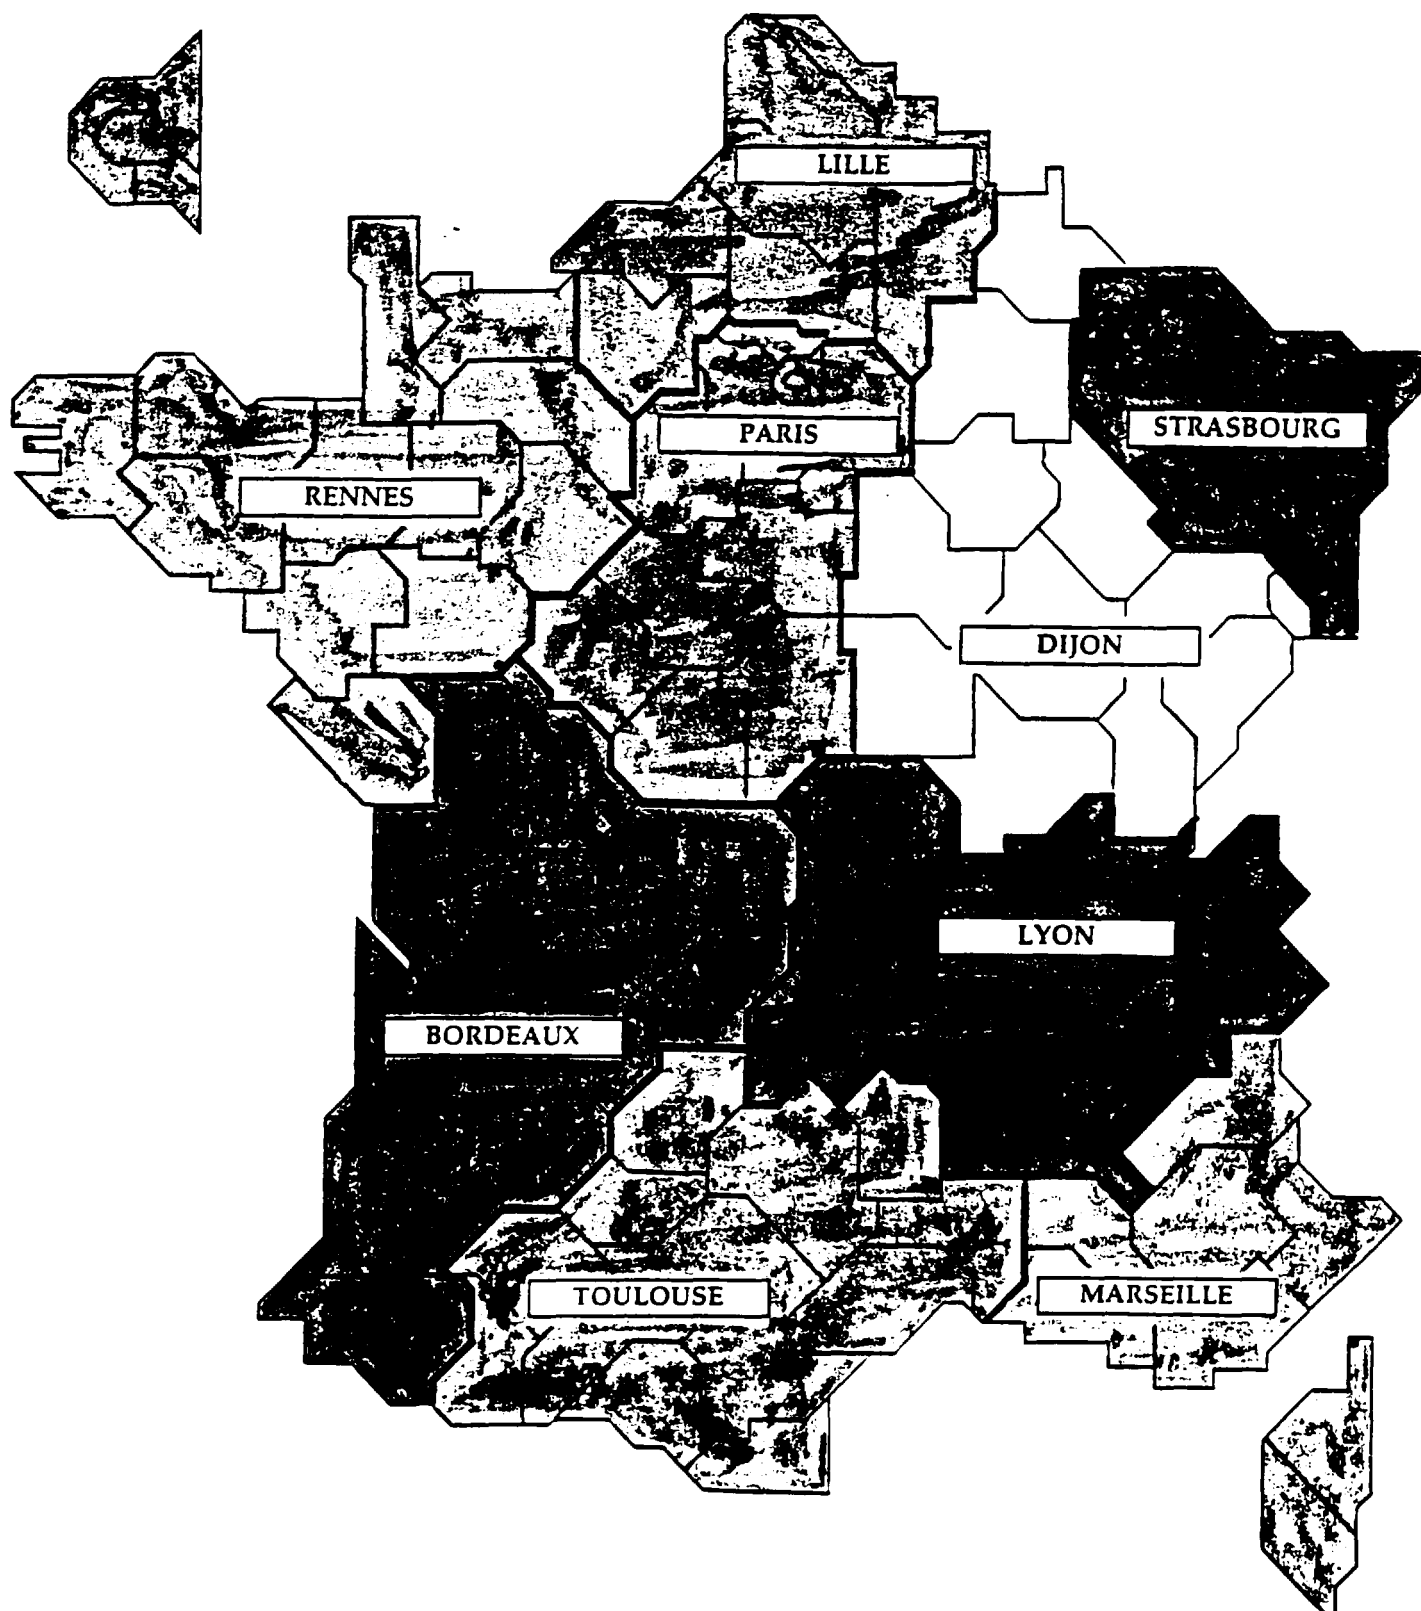 LILLE
PARIS
STRASBOURG
RENNES
DIJON
LYON
BORDEAUX
TOULOUSE
MARSEILLE